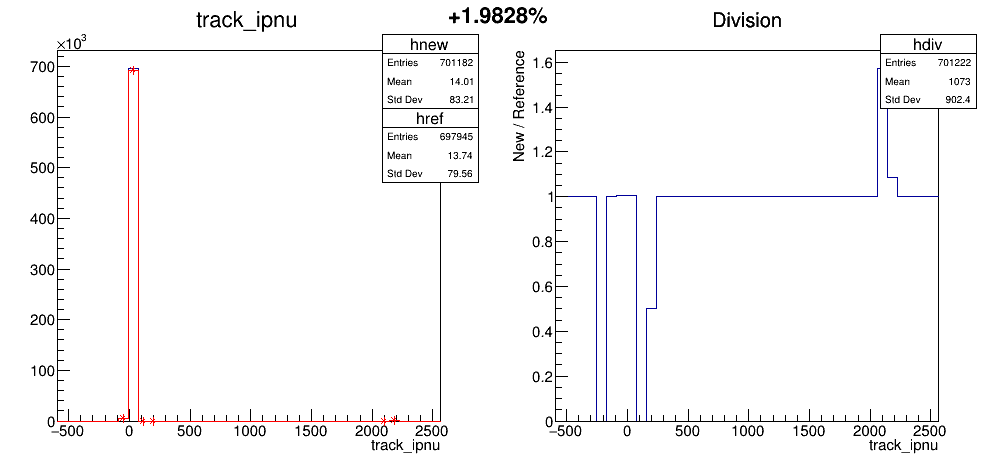 track_ipnu
+1.9828%
Division
×10³
hnew
Entries 701182
Mean 14.01
Std Dev 83.21
href
Entries 697945
Mean 13.74
Std Dev 79.56
700
600
500
400
300
200
100
0
−500 0 500 1000 1500 2000 2500
track_ipnu
hdiv
Entries 701222
Mean 1073
Std Dev 902.4
New / Reference
1.6
1.4
1.2
1
0.8
0.6
0.4
0.2
0
−500 0 500 1000 1500 2000 2500
track_ipnu